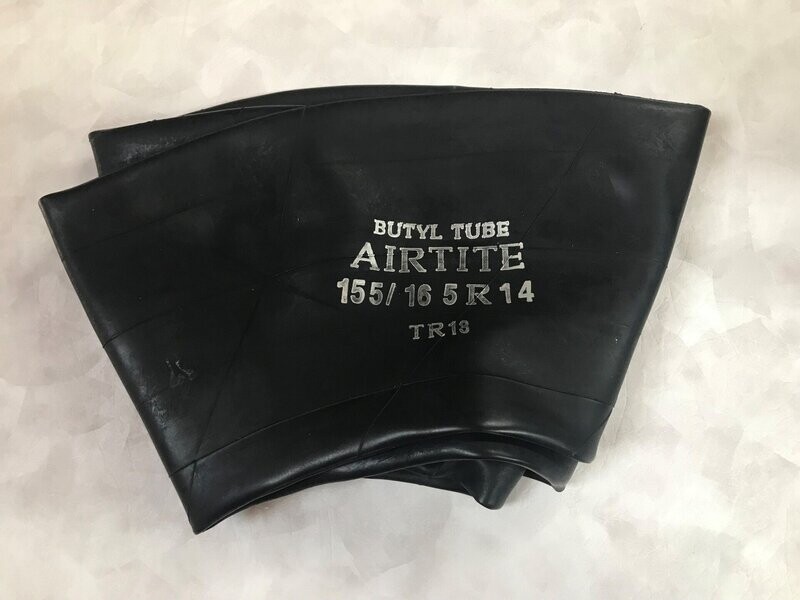 BUTYL TUBE
AIRTITE
155/ 16 5 R 14
TR13